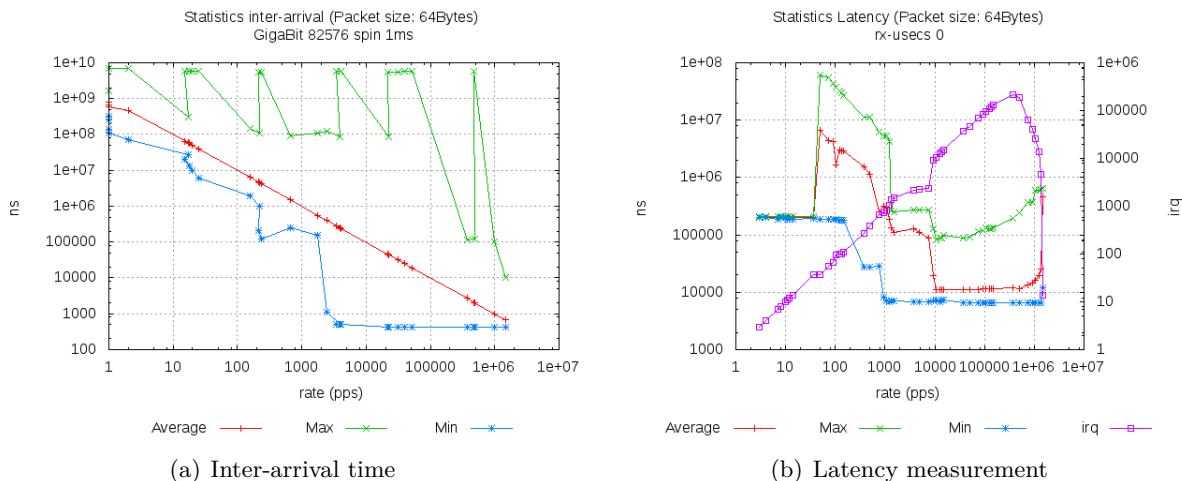 Statistics inter-arrival (Packet size: 64Bytes)
GigaBit 82576 spin 1ms
1e+10
1e+09
1e+08
1e+07
1e+06
100000
10000
1000
100
ns
1
10
100
1000
10000
100000
1e+06
1e+07
rate (pps)
Average
Max
Min
(a) Inter-arrival time
Statistics Latency (Packet size: 64Bytes)
rx-usecs 0
1e+08
1e+07
1e+06
100000
10000
1000
ns
1e+06
100000
10000
1000
100
10
1
irq
1
10
100
1000
10000
100000
1e+06
1e+07
rate (pps)
Average
Max
Min
irq
(b) Latency measurement